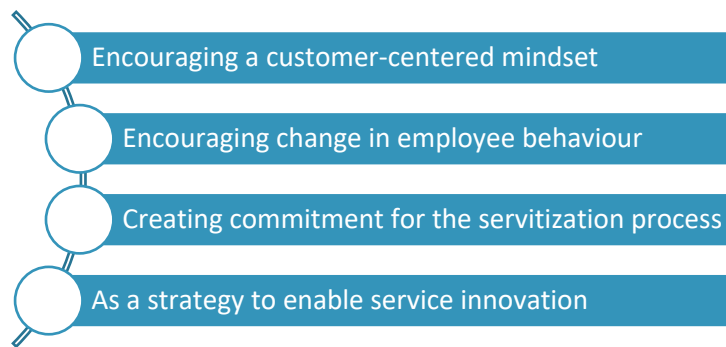 Encouraging a customer-centered mindset
Encouraging change in employee behaviour
Creating commitment for the servitization process
As a strategy to enable service innovation